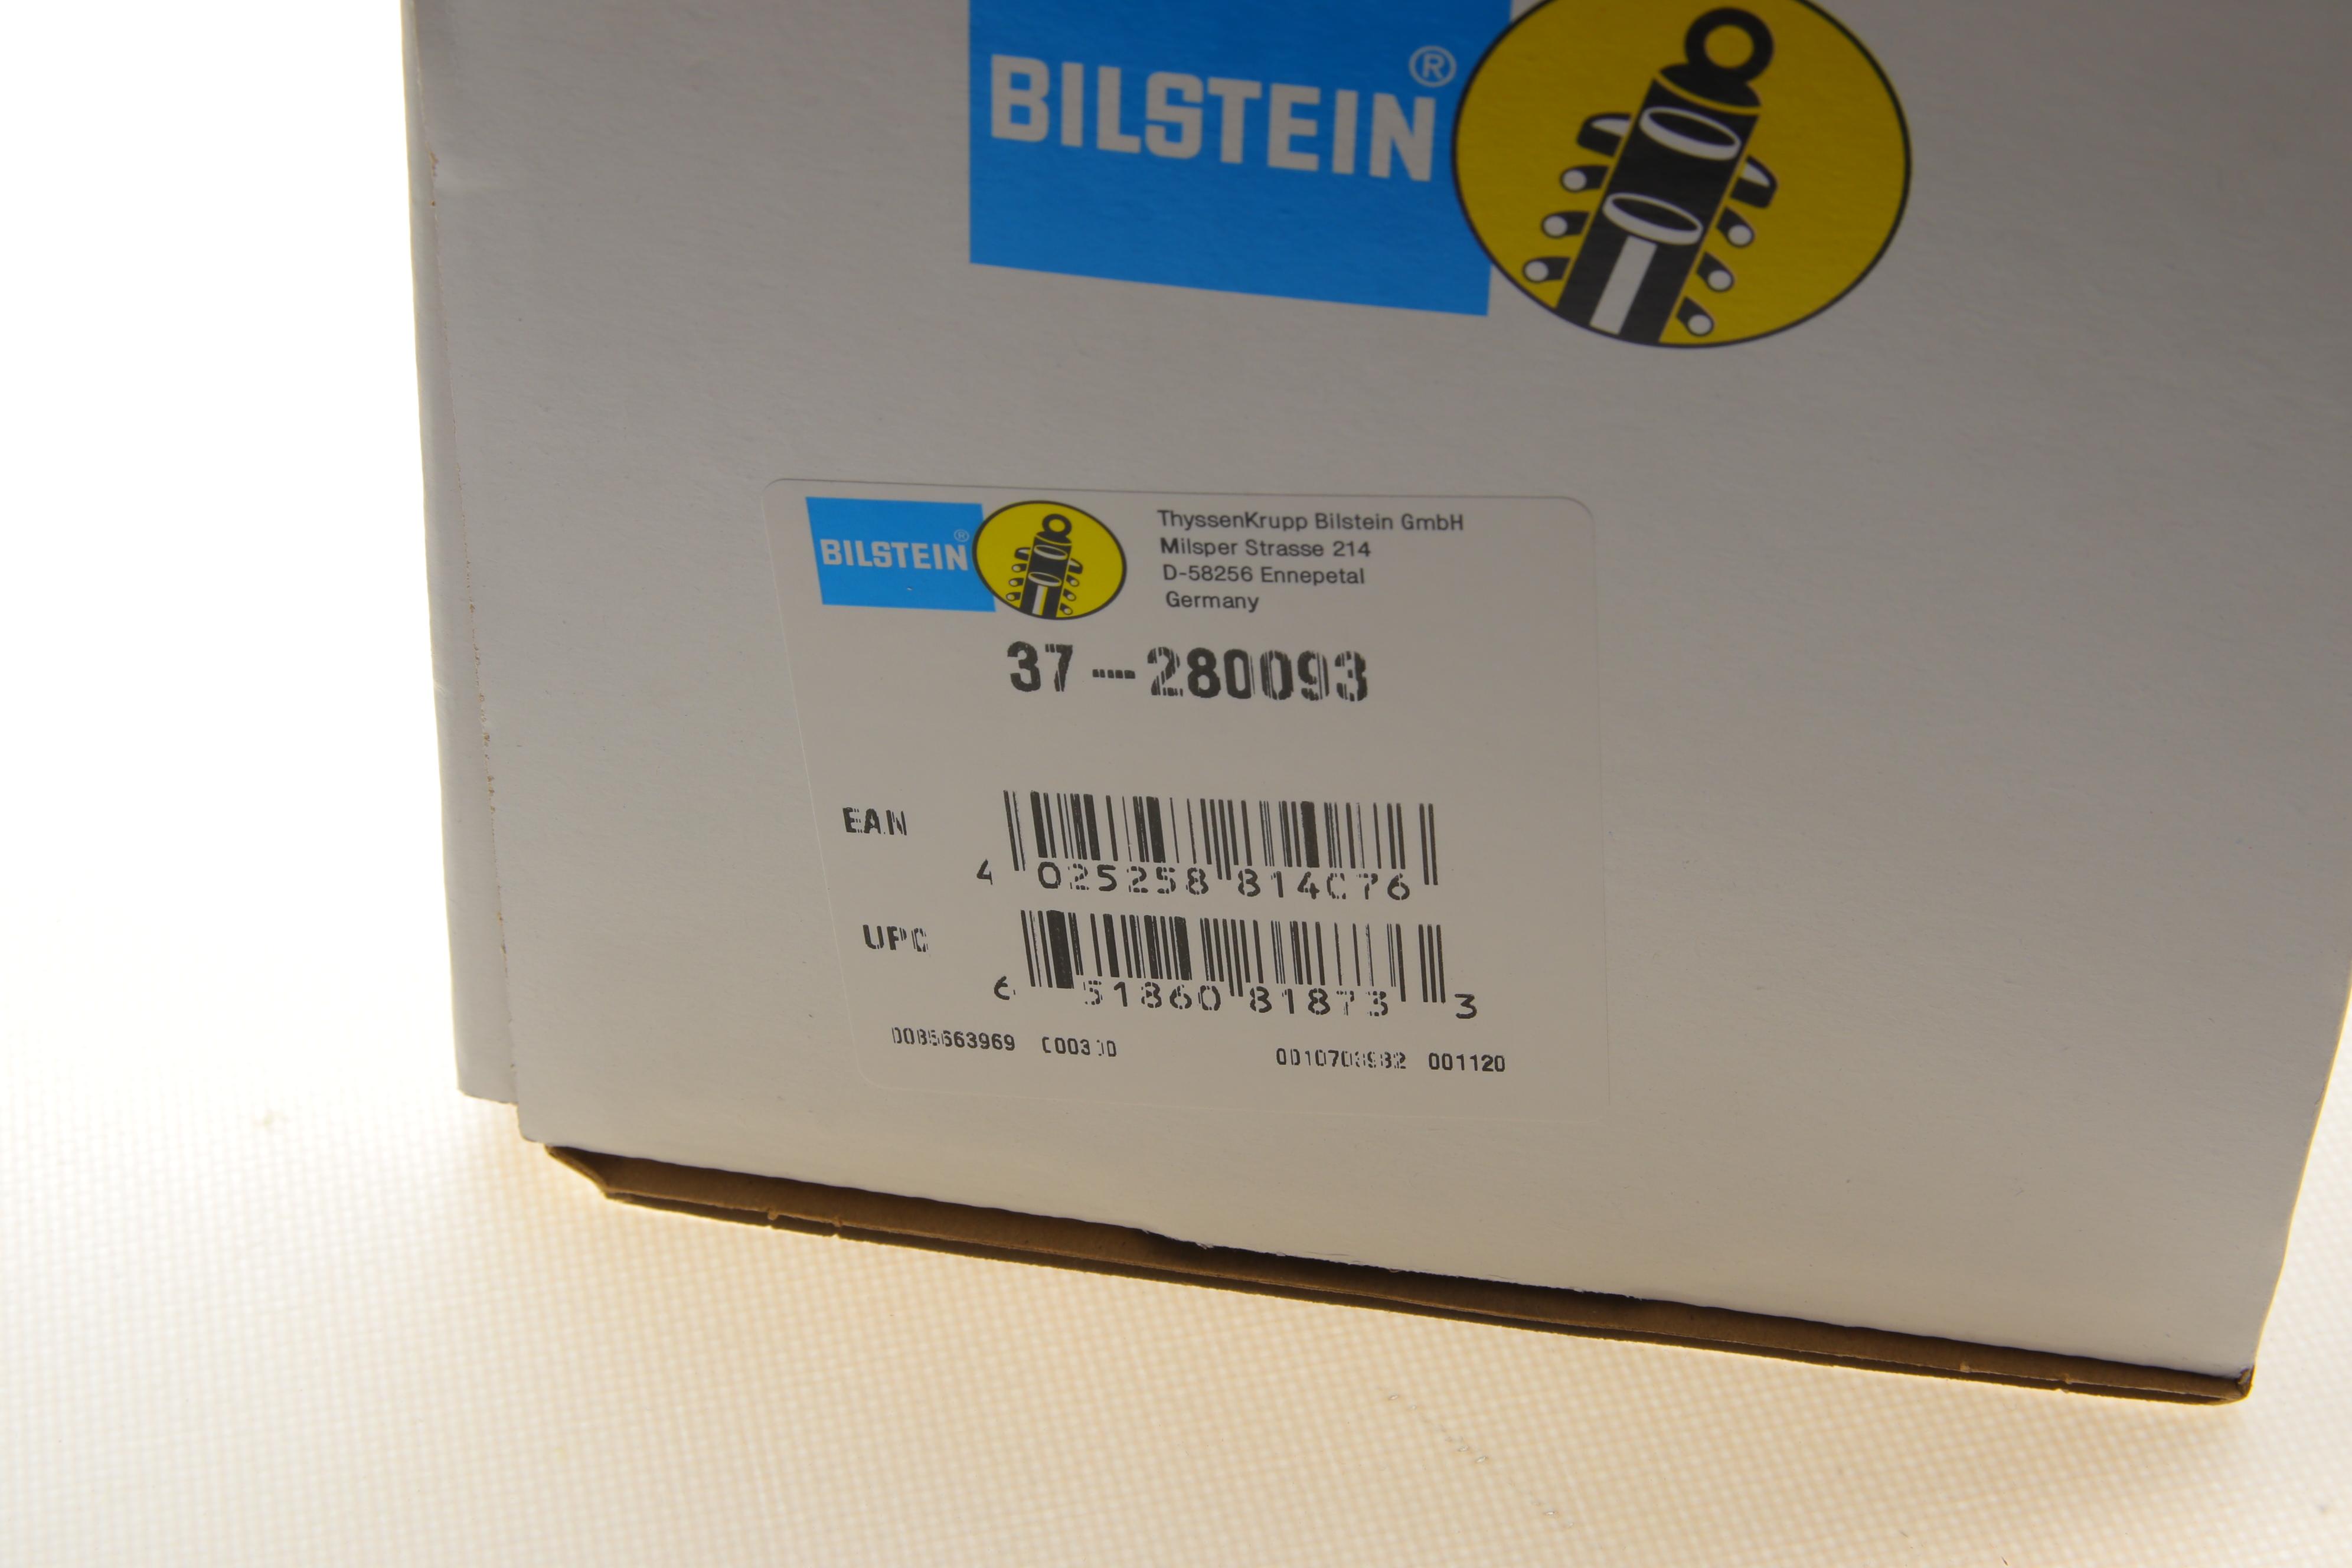 BILSTEIN®
BILSTEIN®
ThyssenKrupp Bilstein GmbH
Milsper Strasse 214
D-58256 Ennepetal
Germany
37-280093
EAN
4 025258 814076
UPC
6 51860 81873 3
0085663969
001120